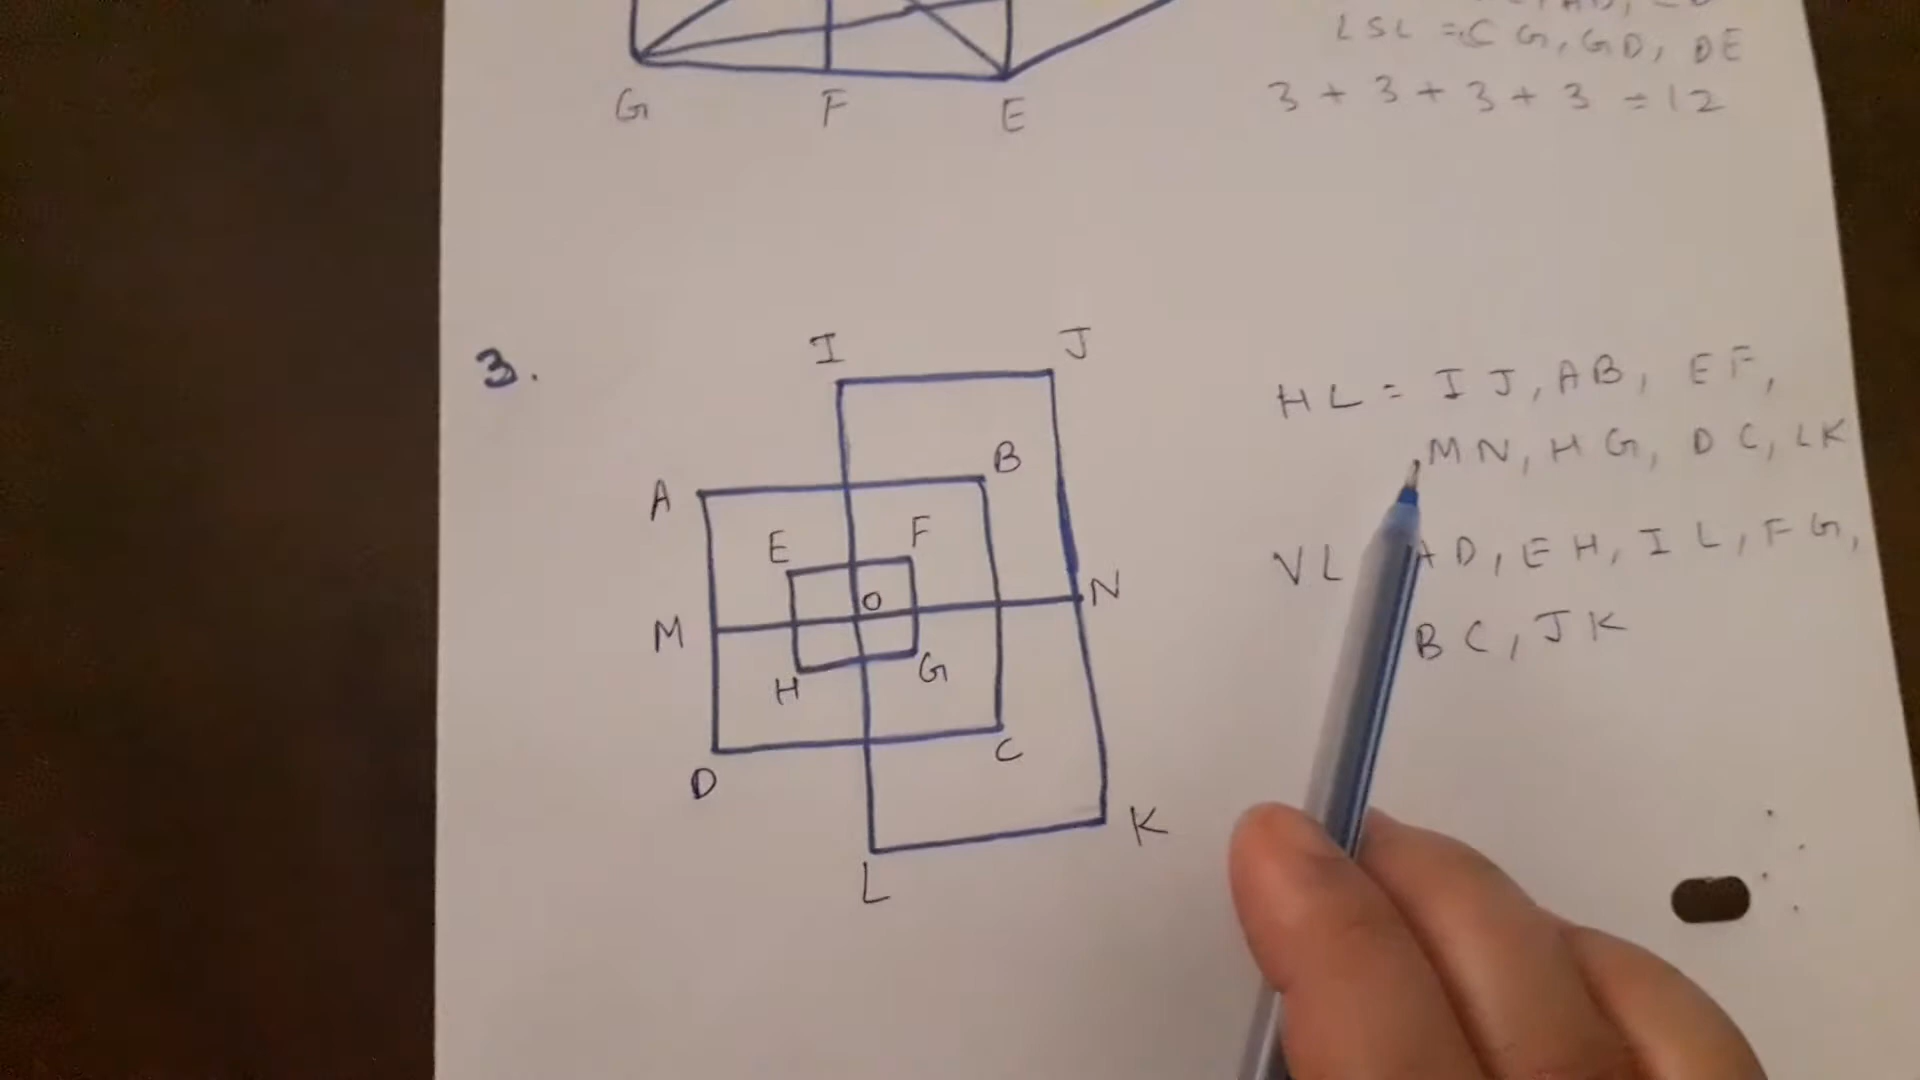 LSL = CG, GD, DE
3 + 3 + 3 + 3 = 12
G F E
3.
I J
HL = IJ, AB, EF,
MN, HG, DC, LK
A B
E F
VL AD, EH, IL, FG,
O
M N
BC, JK
H G
D C
K
L